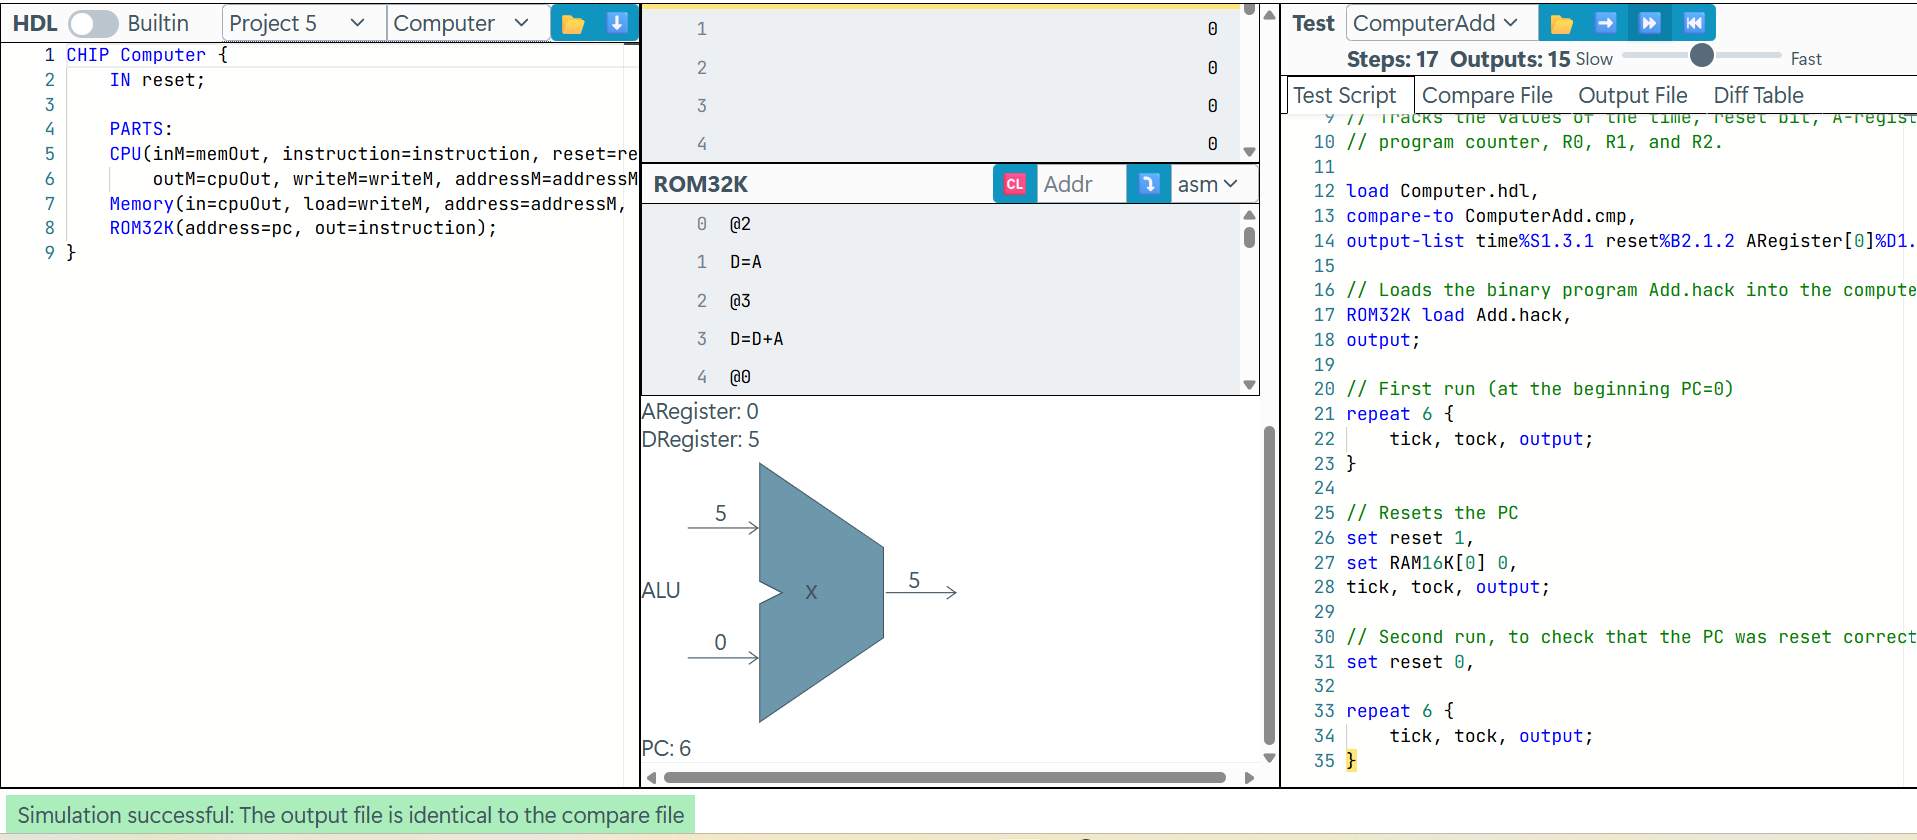 HDL Builtin Project 5 Computer
1 CHIP Computer {
2 IN reset;
3
4 PARTS:
5 CPU(inM=memOut, instruction=instruction, reset=re
6 outM=cpuOut, writeM=writeM, addressM=addressM
7 Memory(in=cpuOut, load=writeM, address=addressM,
8 ROM32K(address=pc, out=instruction);
9 }
1 0
2 0
3 0
4 0
ROM32K CL Addr asm
0 @2
1 D=A
2 @3
3 D=D+A
4 @0
ARegister: 0
DRegister: 5
5
ALU X 5
0
PC: 6
Test ComputerAdd
Steps: 17 Outputs: 15 Slow Fast
Test Script Compare File Output File Diff Table
9 // Tracks the values of the time, reset bit, A-regist
10 // program counter, R0, R1, and R2.
11
12 load Computer.hdl,
13 compare-to ComputerAdd.cmp,
14 output-list time%S1.3.1 reset%B2.1.2 ARegister[0]%D1.
15
16 // Loads the binary program Add.hack into the compute
17 ROM32K load Add.hack,
18 output;
19
20 // First run (at the beginning PC=0)
21 repeat 6 {
22 tick, tock, output;
23 }
24
25 // Resets the PC
26 set reset 1,
27 set RAM16K[0] 0,
28 tick, tock, output;
29
30 // Second run, to check that the PC was reset correct
31 set reset 0,
32
33 repeat 6 {
34 tick, tock, output;
35 }
Simulation successful: The output file is identical to the compare file